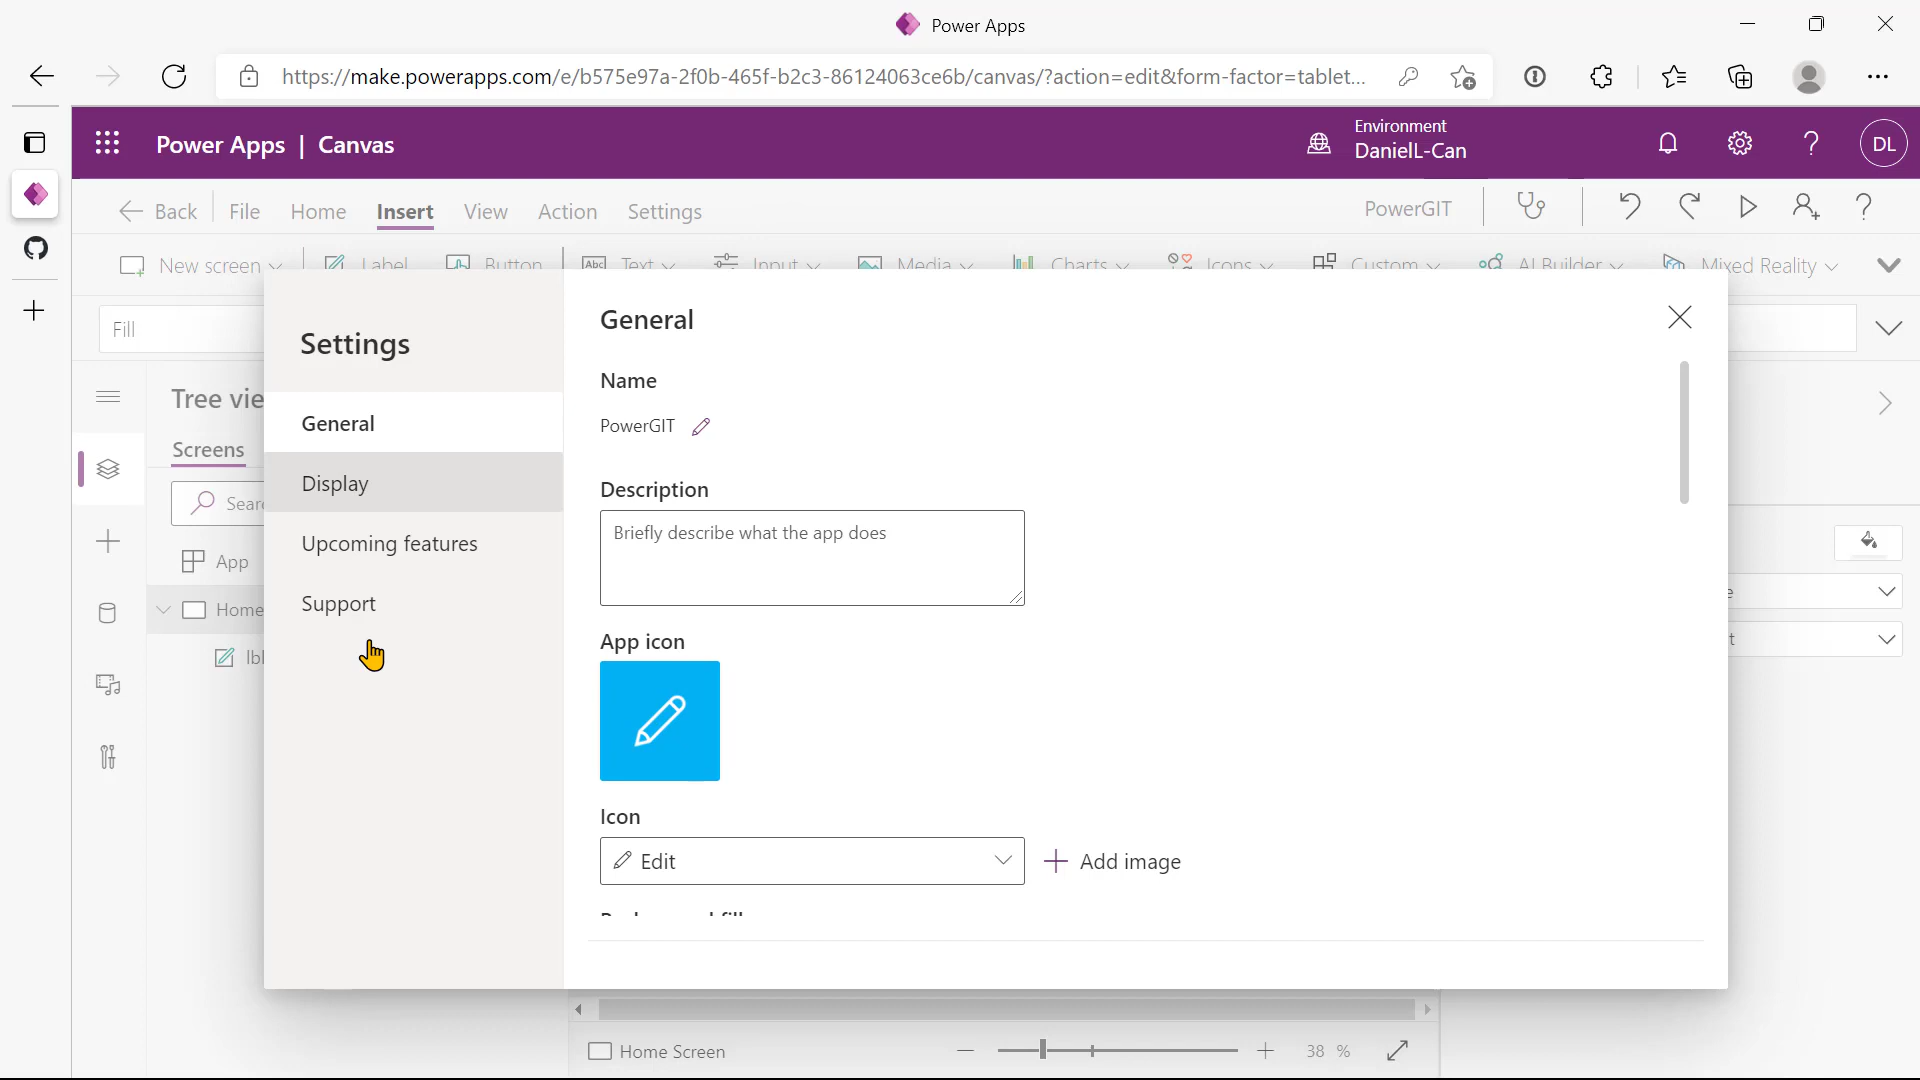 Power Apps
https://make.powerapps.com/e/b575e97a-2f0b-465f-b2c3-86124063ce6b/canvas/?action=edit&form-factor=tablet...
Power Apps | Canvas
Environment
DanielL-Can
DL
Back
File
Home
Insert
View
Action
Settings
PowerGIT
New screen
Label
Button
Text
Input
Media
Charts
Icons
Custom
AI Builder
Mixed Reality
Fill
Tree vie
Screens
Sear
App
Home
lbl
Settings
General
Display
Upcoming features
Support
General
Name
PowerGIT
Description
Briefly describe what the app does
App icon
Icon
Edit
Add image
Home Screen
38 %